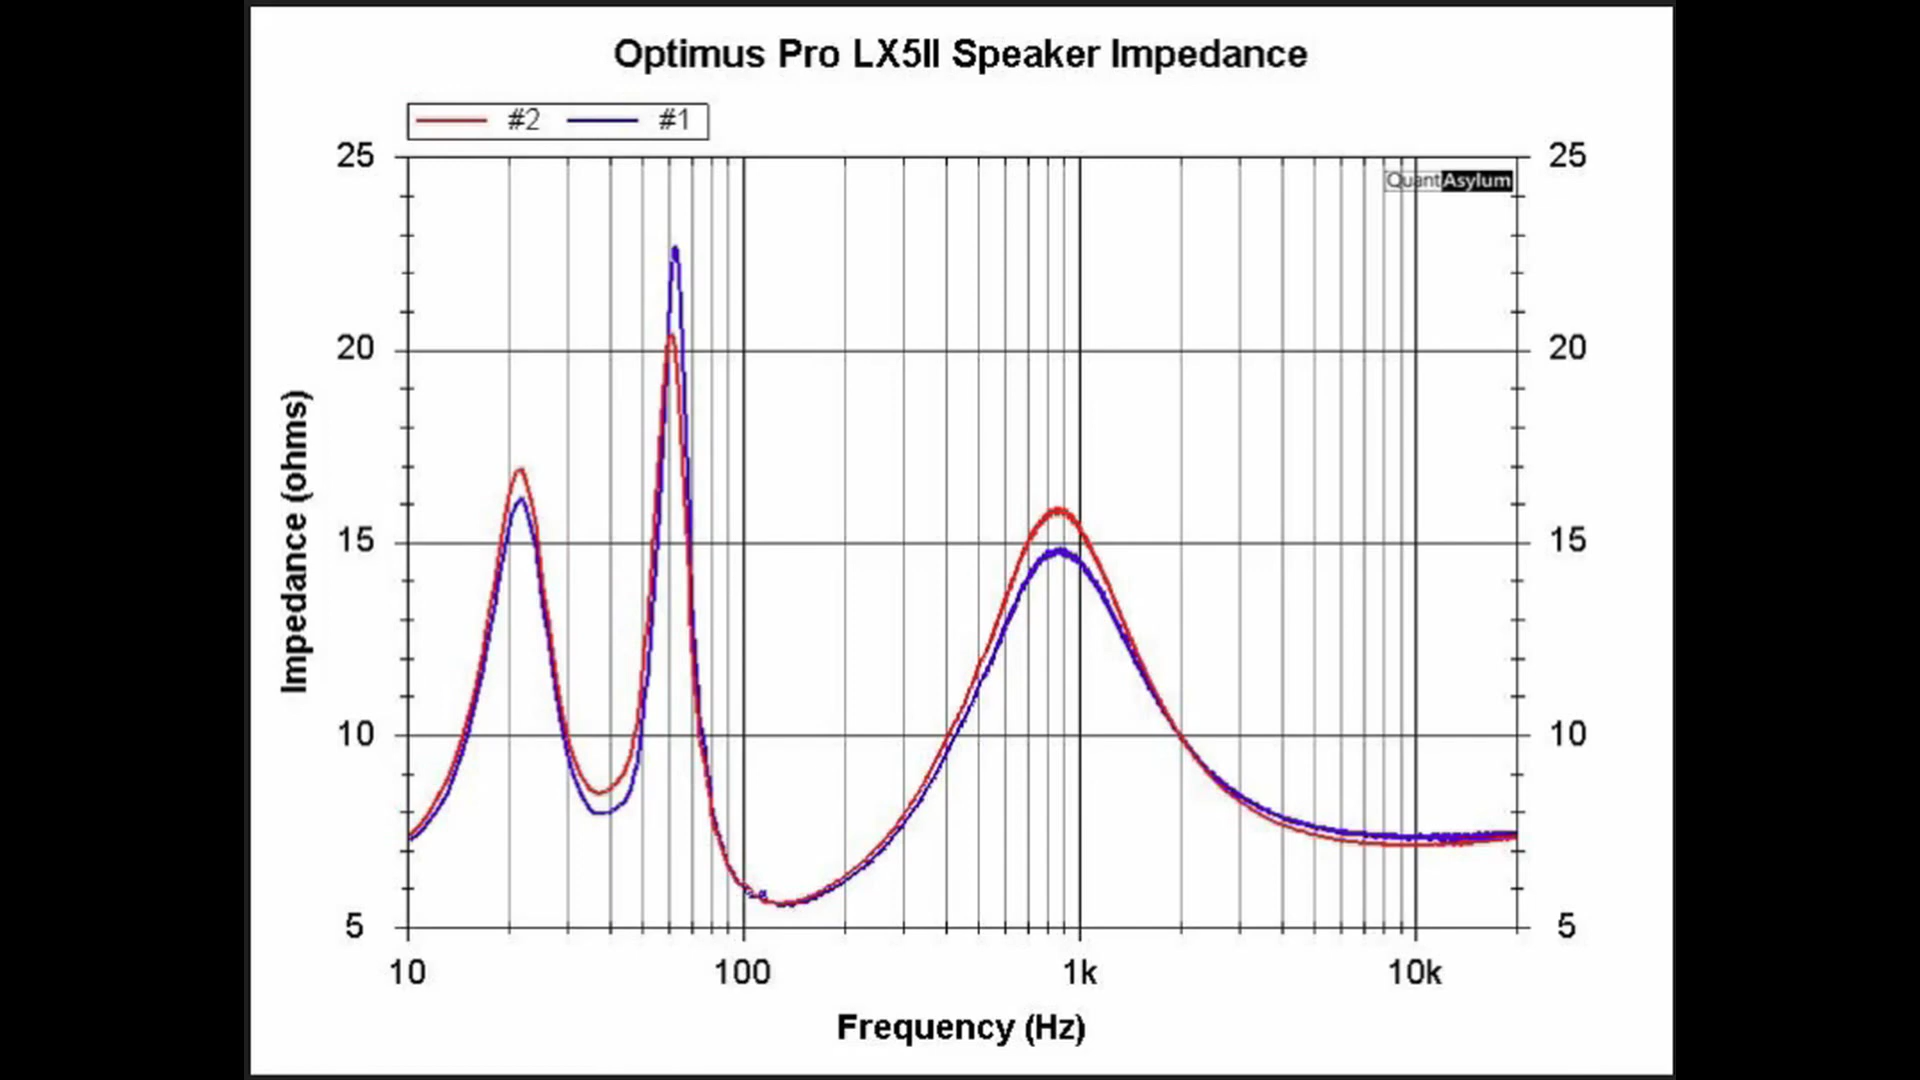 Optimus Pro LX5II Speaker Impedance
#2 #1
25 25
QuantAsylum
20 20
15 15
10 10
5 5
Impedance (ohms)
10 100 1k 10k
Frequency (Hz)